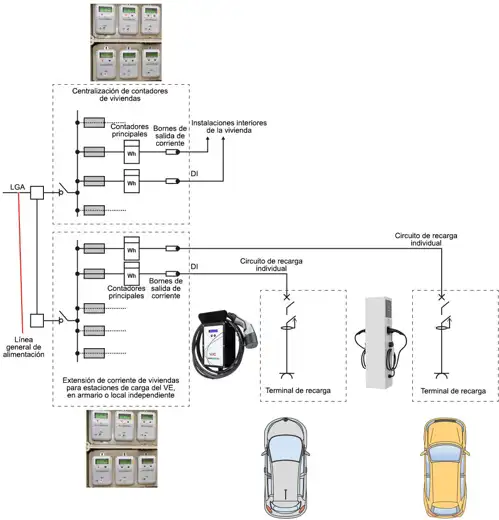 Centralización de contadores
de viviendas
Contadores
principales
Bornes de
salida de
corriente
Instalaciones interiores
de la vivienda
Wh
Wh
DI
LGA
Línea
general de
alimentación
Wh
Wh
Contadores
principales
Bornes de
salida de
corriente
DI
Circuito de recarga
individual
Circuito de recarga
individual
Terminal de recarga
Terminal de recarga
Extensión de corriente de viviendas
para estaciones de carga del VE,
en armario o local independiente